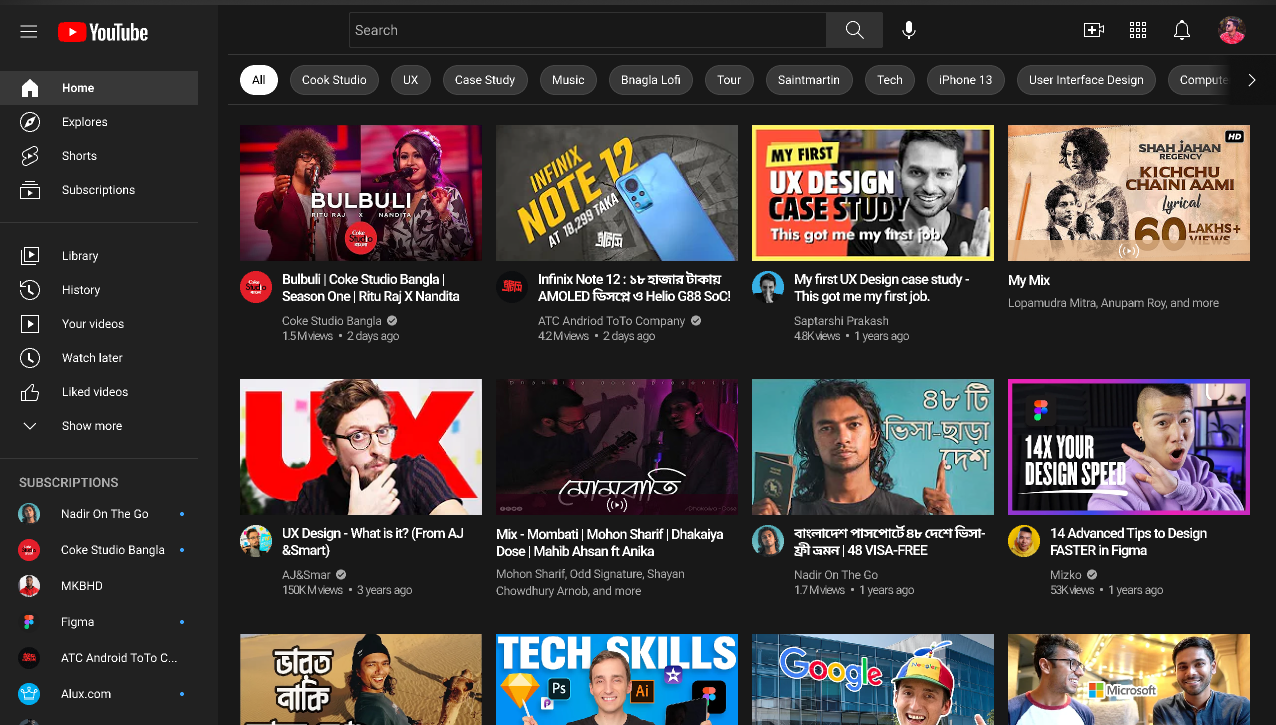 YouTube
Search
All
Cook Studio
UX
Case Study
Music
Bnagla Lofi
Tour
Saintmartin
Tech
iPhone 13
User Interface Design
Compute
Home
Explores
Shorts
Subscriptions
Library
History
Your videos
Watch later
Liked videos
Show more
SUBSCRIPTIONS
Nadir On The Go
Coke Studio Bangla
MKBHD
Figma
ATC Android ToTo C...
Alux.com
BULBULI
RITU RAJ X NANDITA
Coke Studio
বাংলা
Bulbuli | Coke Studio Bangla |
Season One | Ritu Raj X Nandita
Coke Studio Bangla
1.5M views • 2 days ago
INFINIX
NOTE 12
AT 18,299 TAKA
Infinix Note 12 : ১৮ হাজার টাকায়
AMOLED ডিসপ্লে ও Helio G88 SoC!
ATC Andriod ToTo Company
4.2M views • 2 days ago
MY FIRST
UX DESIGN
CASE STUDY
This got me my first job.
My first UX Design case study -
This got me my first job.
Saptarshi Prakash
4.8K views • 1 years ago
HD
SHAH JAHAN
REGENCY
KICHCHU
CHAINI AAMI
Lyrical
60 LAKHS+
VIEWS
My Mix
Lopamudra Mitra, Anupam Roy, and more
UX
UX Design - What is it? (From AJ
&Smart)
AJ&Smar
150K M views • 3 years ago
মোমবাতি
Mix - Mombati | Mohon Sharif | Dhakaiya
Dose | Mahib Ahsan ft Anika
Mohon Sharif, Odd Signature, Shayan
Chowdhury Arnob, and more
৪৮ টি
ভিসা-ছাড়া
দেশ
বাংলাদেশ পাসপোর্টে ৪৮ দেশে ভিসা-
ফ্রী ভ্রমন | 48 VISA-FREE
Nadir On The Go
1.7M views • 1 years ago
14X YOUR
DESIGN SPEED
14 Advanced Tips to Design
FASTER in Figma
Mizko
53K views • 1 years ago
ভারত
নাকি
TECH SKILLS
Ps
Ai
Google
Microsoft